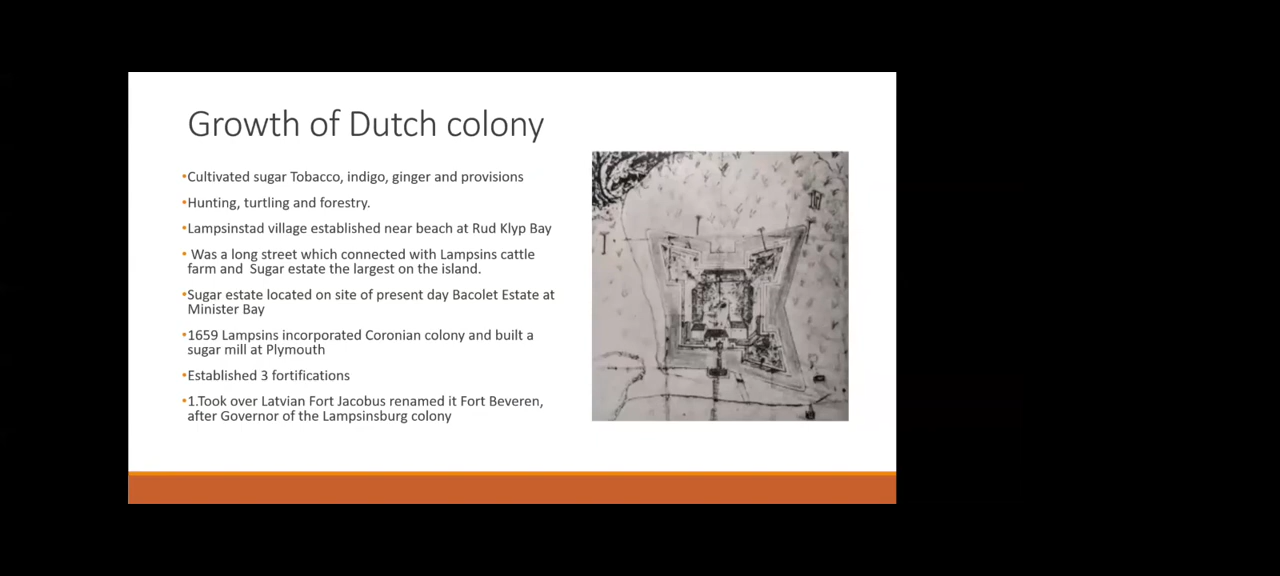 Growth of Dutch colony
•Cultivated sugar Tobacco, indigo, ginger and provisions
•Hunting, turtling and forestry.
•Lampsinstad village established near beach at Rud Klyp Bay
• Was a long street which connected with Lampsins cattle
farm and  Sugar estate the largest on the island.
•Sugar estate located on site of present day Bacolet Estate at
Minister Bay
•1659 Lampsins incorporated Coronian colony and built a
sugar mill at Plymouth
•Established 3 fortifications
•1.Took over Latvian Fort Jacobus renamed it Fort Beveren,
after Governor of the Lampsinsburg colony